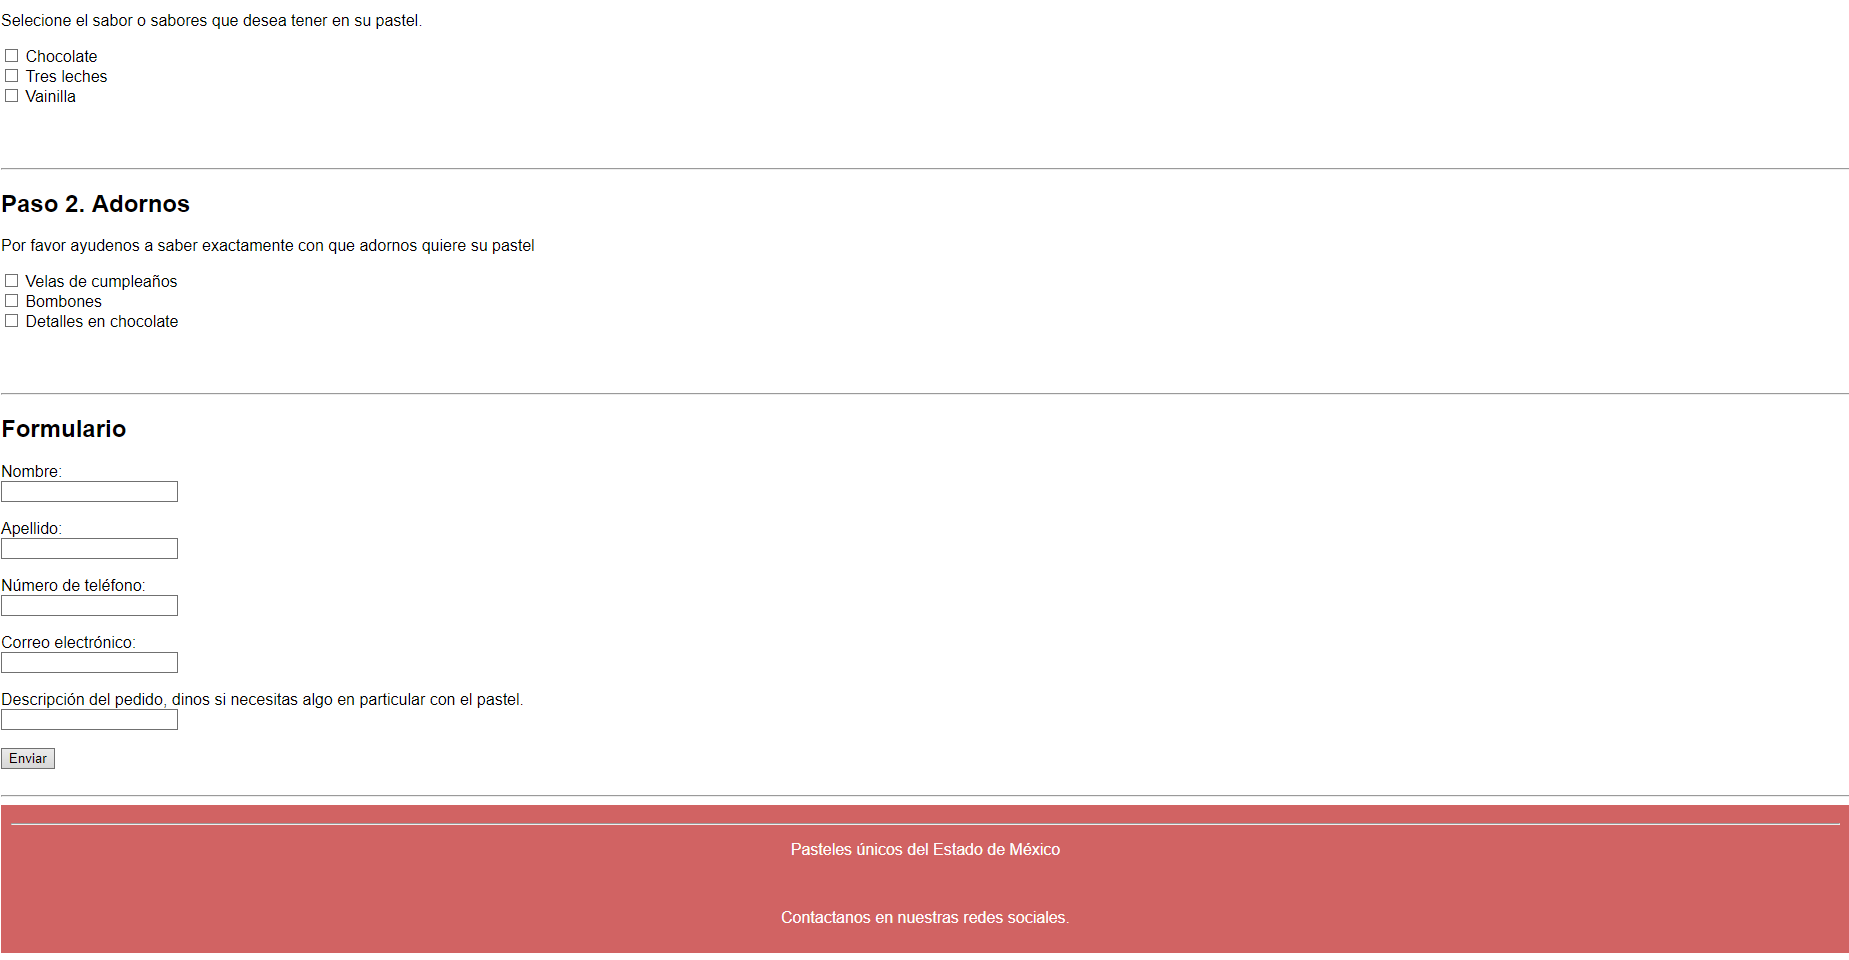 Selecione el sabor o sabores que desea tener en su pastel.
Chocolate
Tres leches
Vainilla
Paso 2. Adornos
Por favor ayudenos a saber exactamente con que adornos quiere su pastel
Velas de cumpleaños
Bombones
Detalles en chocolate
Formulario
Nombre:
Apellido:
Número de teléfono:
Correo electrónico:
Descripción del pedido, dinos si necesitas algo en particular con el pastel.
Enviar
Pasteles únicos del Estado de México
Contactanos en nuestras redes sociales.